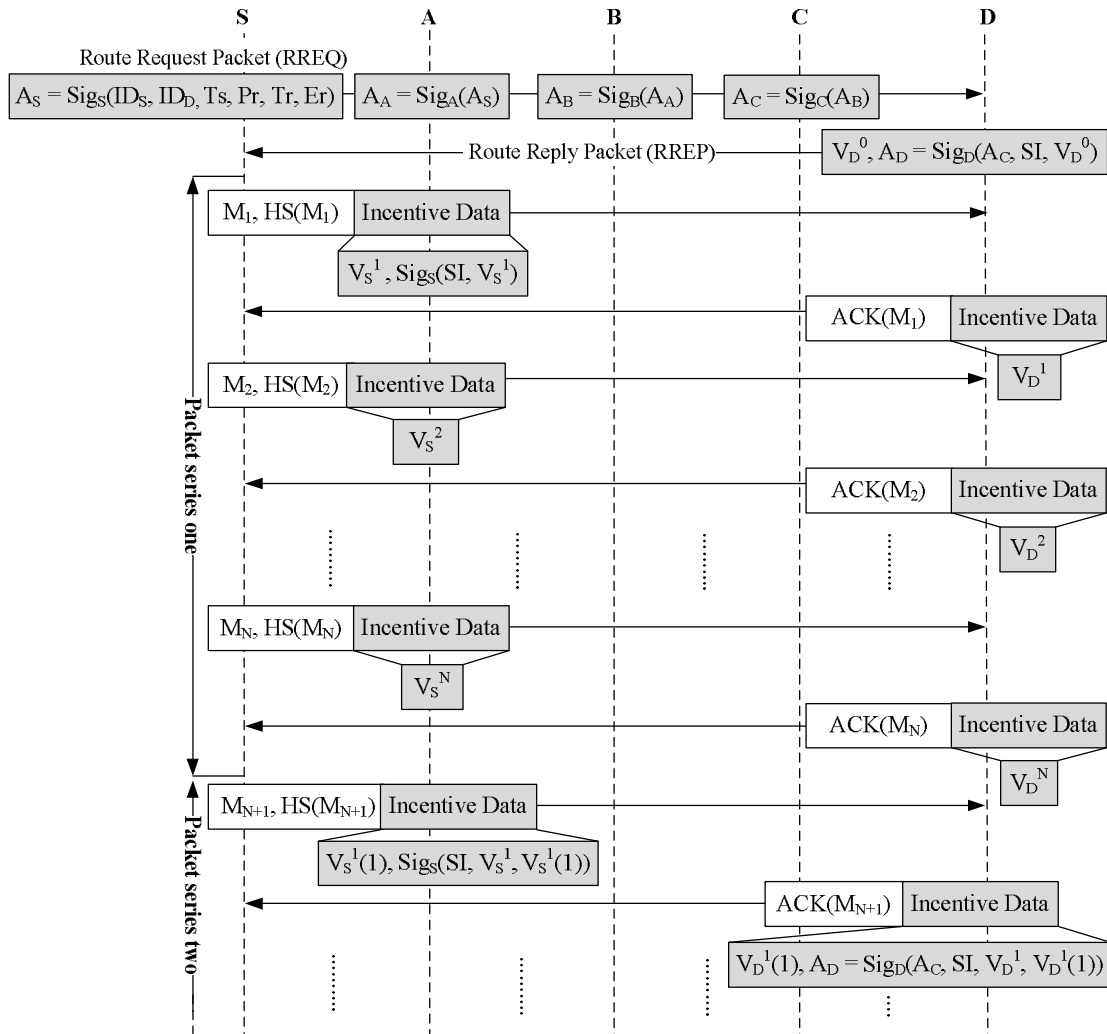 S A B C D
Route Request Packet (RREQ)
A_S = Sig_S(ID_S, ID_D, Ts, Pr, Tr, Er) A_A = Sig_A(A_S) A_B = Sig_B(A_A) A_C = Sig_C(A_B)
Route Reply Packet (RREP) V_D^0, A_D = Sig_D(A_C, SI, V_D^0)
Packet series one
M_1, HS(M_1) Incentive Data
V_S^1 , Sig_S(SI, V_S^1)
ACK(M_1) Incentive Data
V_D^1
M_2, HS(M_2) Incentive Data
V_S^2
ACK(M_2) Incentive Data
V_D^2
M_N, HS(M_N) Incentive Data
V_S^N
ACK(M_N) Incentive Data
V_D^N
Packet series two
M_{N+1}, HS(M_{N+1}) Incentive Data
V_S^1(1), Sig_S(SI, V_S^1, V_S^1(1))
ACK(M_{N+1}) Incentive Data
V_D^1(1), A_D = Sig_D(A_C, SI, V_D^1, V_D^1(1))